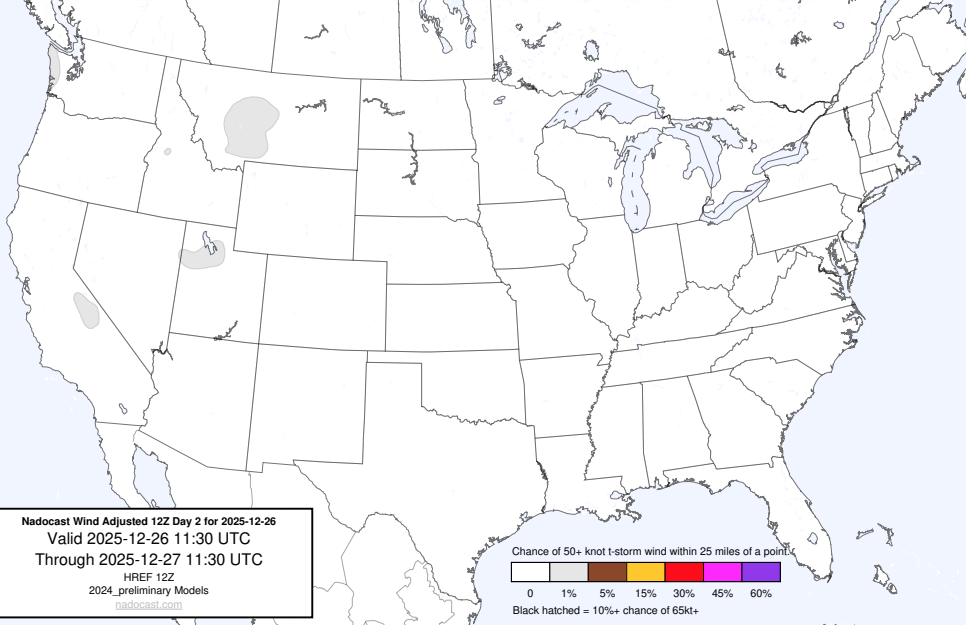 Nadocast Wind Adjusted 12Z Day 2 for 2025-12-26
Valid 2025-12-26 11:30 UTC
Through 2025-12-27 11:30 UTC
HREF 12Z
2024_preliminary Models
nadocast.com
Chance of 50+ knot t-storm wind within 25 miles of a point.
0 1% 5% 15% 30% 45% 60%
Black hatched = 10%+ chance of 65kt+